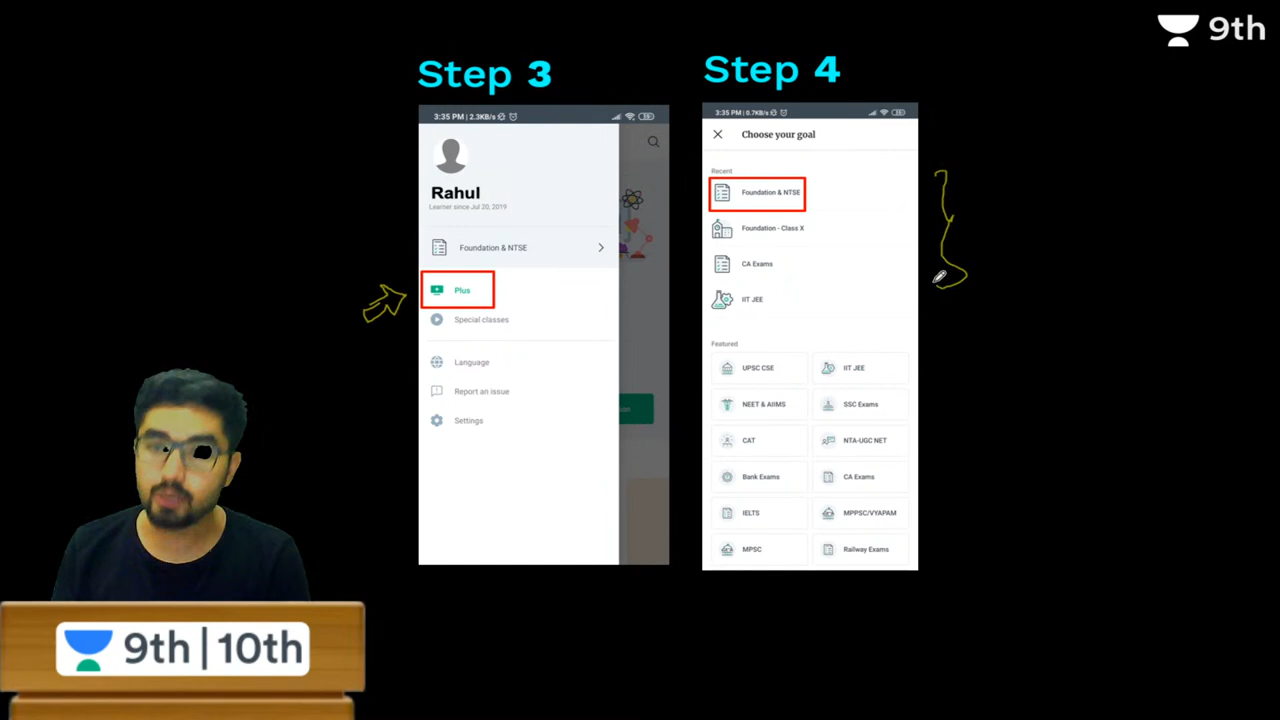 9th
Step 3
Step 4
3:35 PM | 2.3KB/s
Rahul
Learner since Jul 20, 2019
Foundation & NTSE
Plus
Special classes
Language
Report an issue
Settings
3:35 PM | 0.7KB/s
Choose your goal
Recent
Foundation & NTSE
Foundation - Class X
CA Exams
IIT JEE
Featured
UPSC CSE
IIT JEE
NEET & AIIMS
SSC Exams
CAT
NTA-UGC NET
Bank Exams
CA Exams
IELTS
MPPSC/VYAPAM
MPSC
Railway Exams
9th | 10th